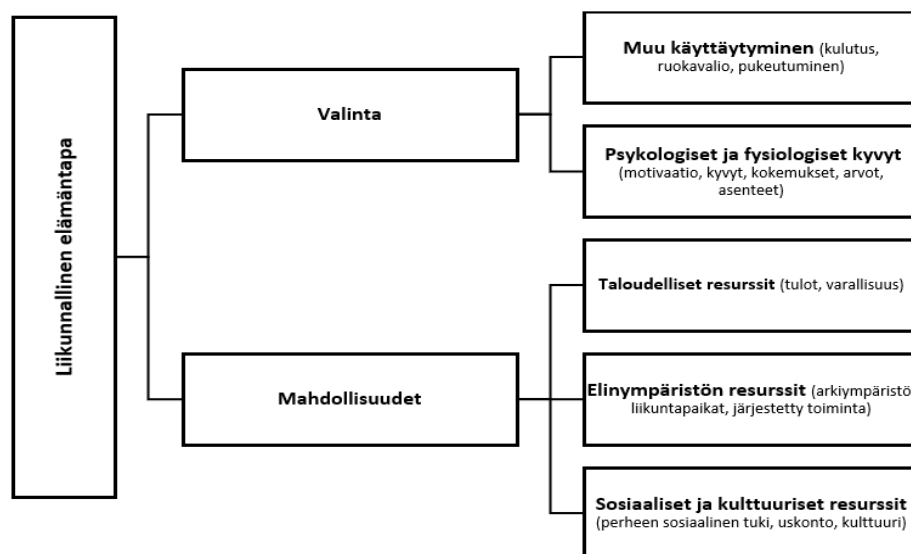 Liikunnallinen elämäntapa
Valinta
Muu käyttäytyminen (kulutus,
ruokavalio, pukeutuminen)
Psykologiset ja fysiologiset kyvyt
(motivaatio, kyvyt, kokemukset, arvot,
asenteet)
Mahdollisuudet
Taloudelliset resurssit (tulot, varallisuus)
Elinympäristön resurssit (arkiympäristö
liikuntapaikat, järjestetty toiminta)
Sosiaaliset ja kulttuuriset resurssit
(perheen sosiaalinen tuki, uskonto, kulttuuri)